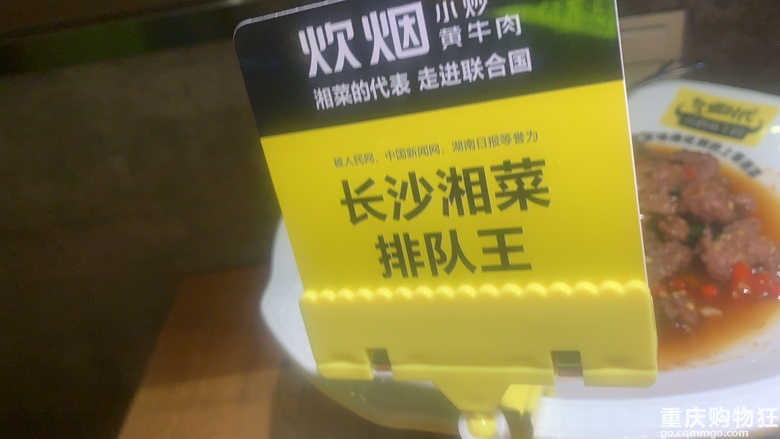 炊烟
小炒
黄牛肉
湘菜的代表 走进联合国
被人民网、中国新闻网、湖南日报等誉为
长沙湘菜
排队王
重庆购物狂
go.cqmmgo.com